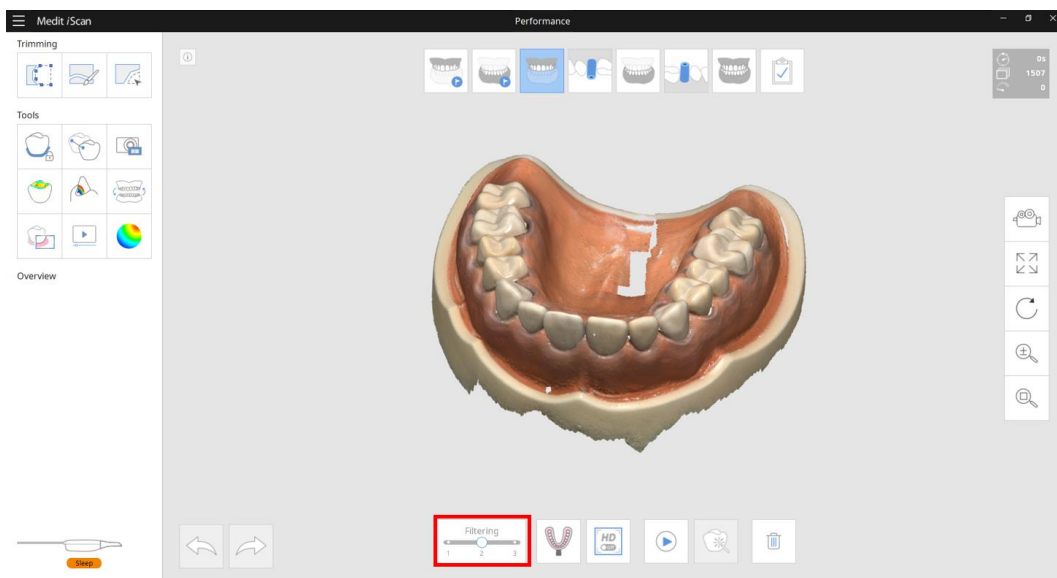 Medit iScan
Performance
Trimming
Tools
Overview
0s
1507
0
Filtering
1 2 3
HD
Sleep